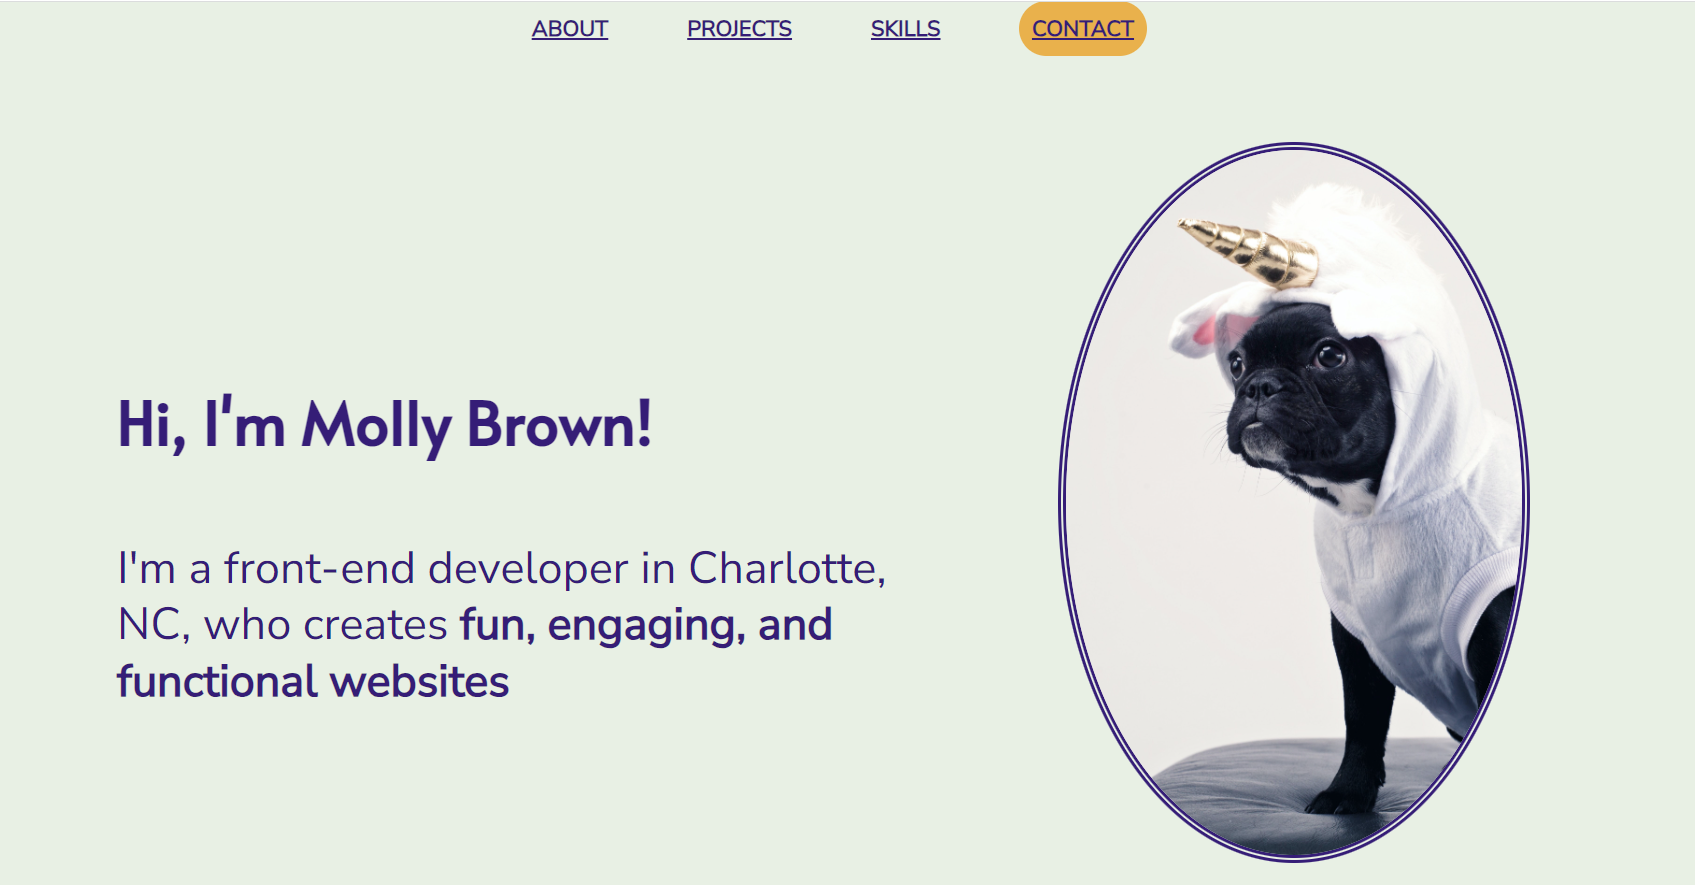 ABOUT PROJECTS SKILLS CONTACT
Hi, I'm Molly Brown!
I'm a front-end developer in Charlotte,
NC, who creates fun, engaging, and
functional websites